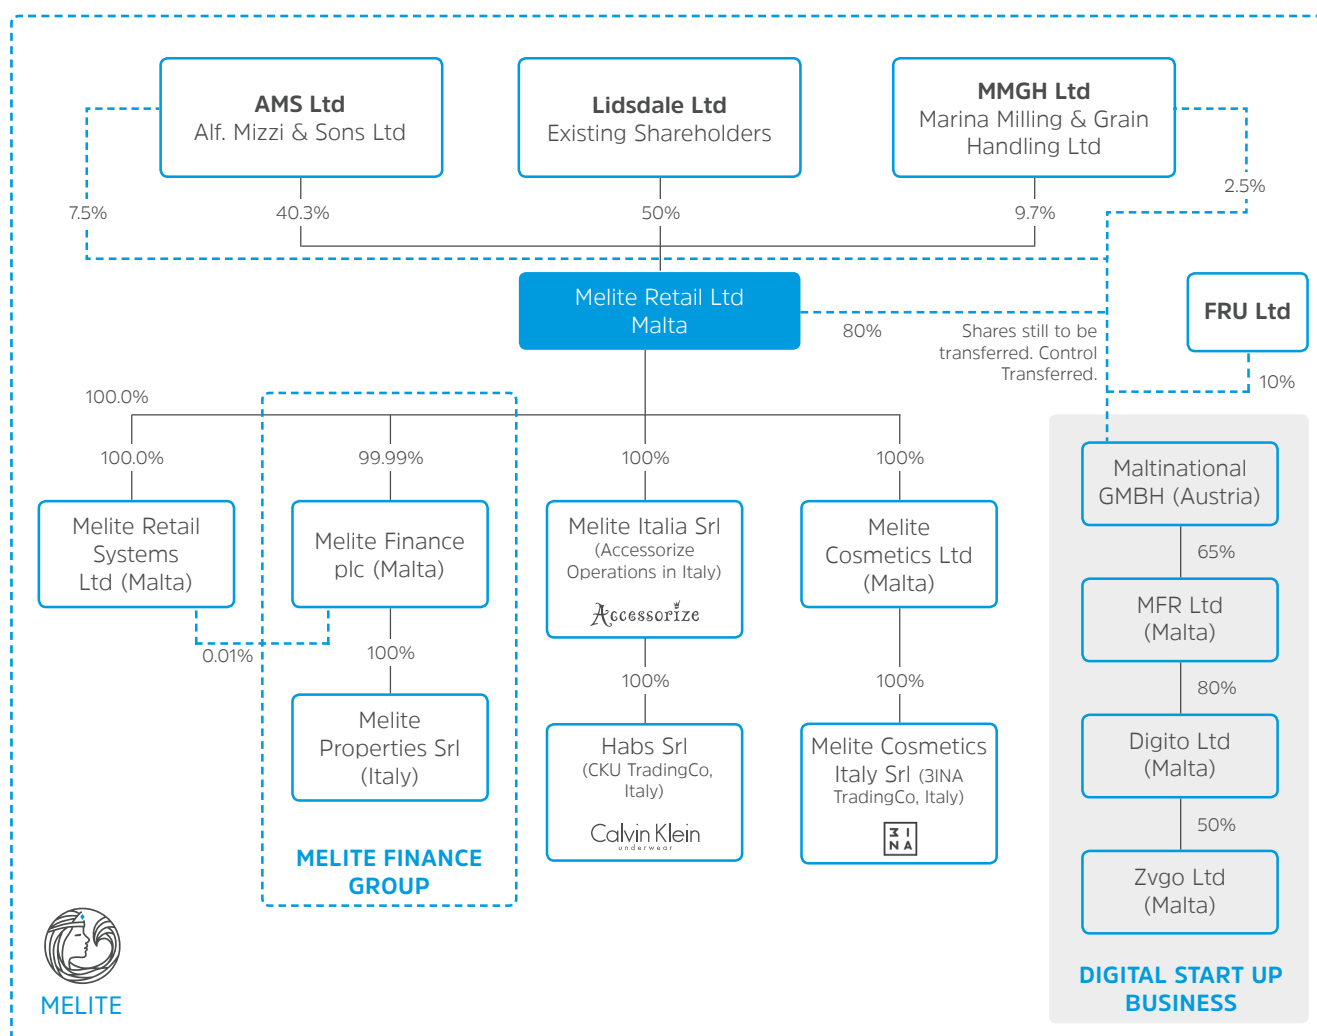 AMS Ltd
Alf. Mizzi & Sons Ltd
Lidsdale Ltd
Existing Shareholders
MMGH Ltd
Marina Milling & Grain
Handling Ltd
7.5%
40.3%
50%
9.7%
2.5%
Melite Retail Ltd
Malta
80%
Shares still to be
transferred. Control
Transferred.
FRU Ltd
10%
100.0%
100.0%
99.99%
100%
100%
Melite Retail
Systems
Ltd (Malta)
Melite Finance
plc (Malta)
Melite Italia Srl
(Accessorize
Operations in Italy)
Accessorize
Melite
Cosmetics Ltd
(Malta)
0.01%
100%
100%
100%
Melite
Properties Srl
(Italy)
Habs Srl
(CKU TradingCo,
Italy)
Calvin Klein
underwear
Melite Cosmetics
Italy Srl (3INA
TradingCo, Italy)
3I
NA
MELITE FINANCE
GROUP
Maltinational
GMBH (Austria)
65%
MFR Ltd
(Malta)
80%
Digito Ltd
(Malta)
50%
Zvgo Ltd
(Malta)
DIGITAL START UP
BUSINESS
MELITE